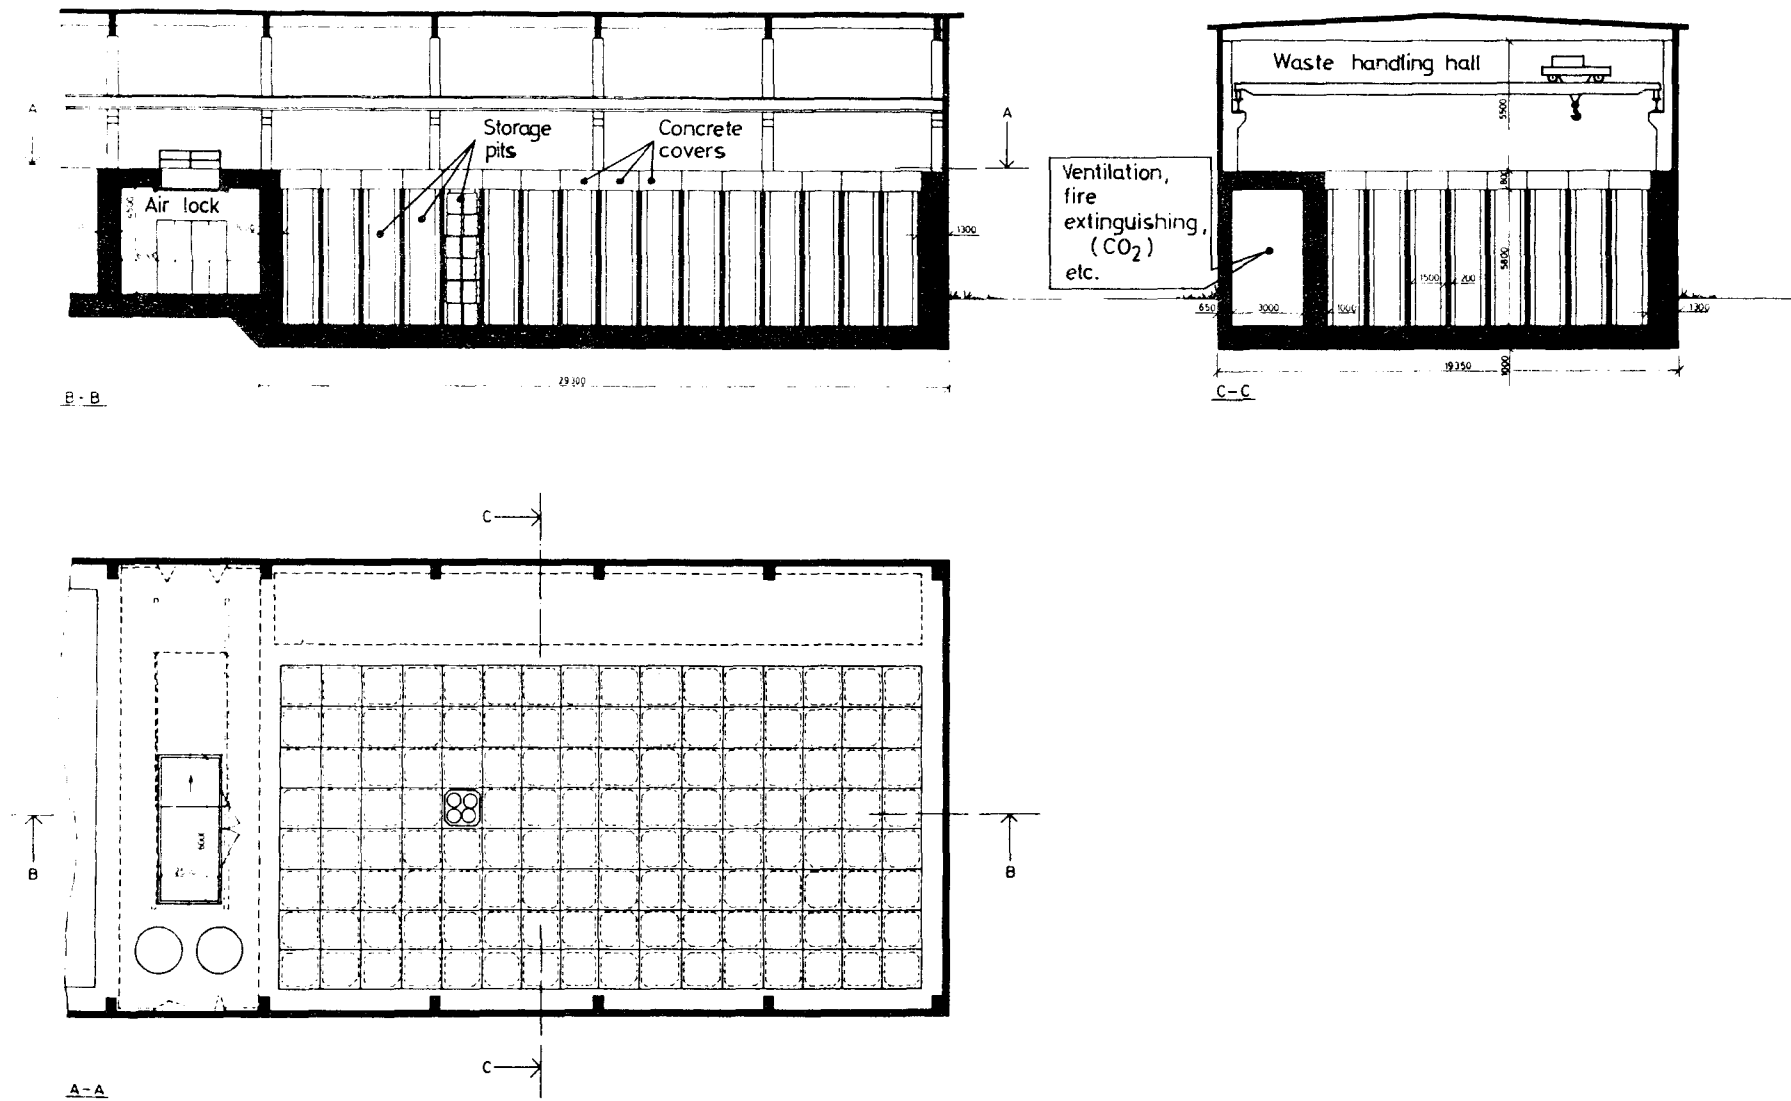 Waste handling hall
A
A
5500
Storage
pits
Concrete
covers
Ventilation,
fire
extinguishing,
(CO2)
etc.
Air lock
800
1300
5800
1500
200
650
3000
1000
1300
29300
19350
1000
B-B
C-C
C
B
B
C
A-A